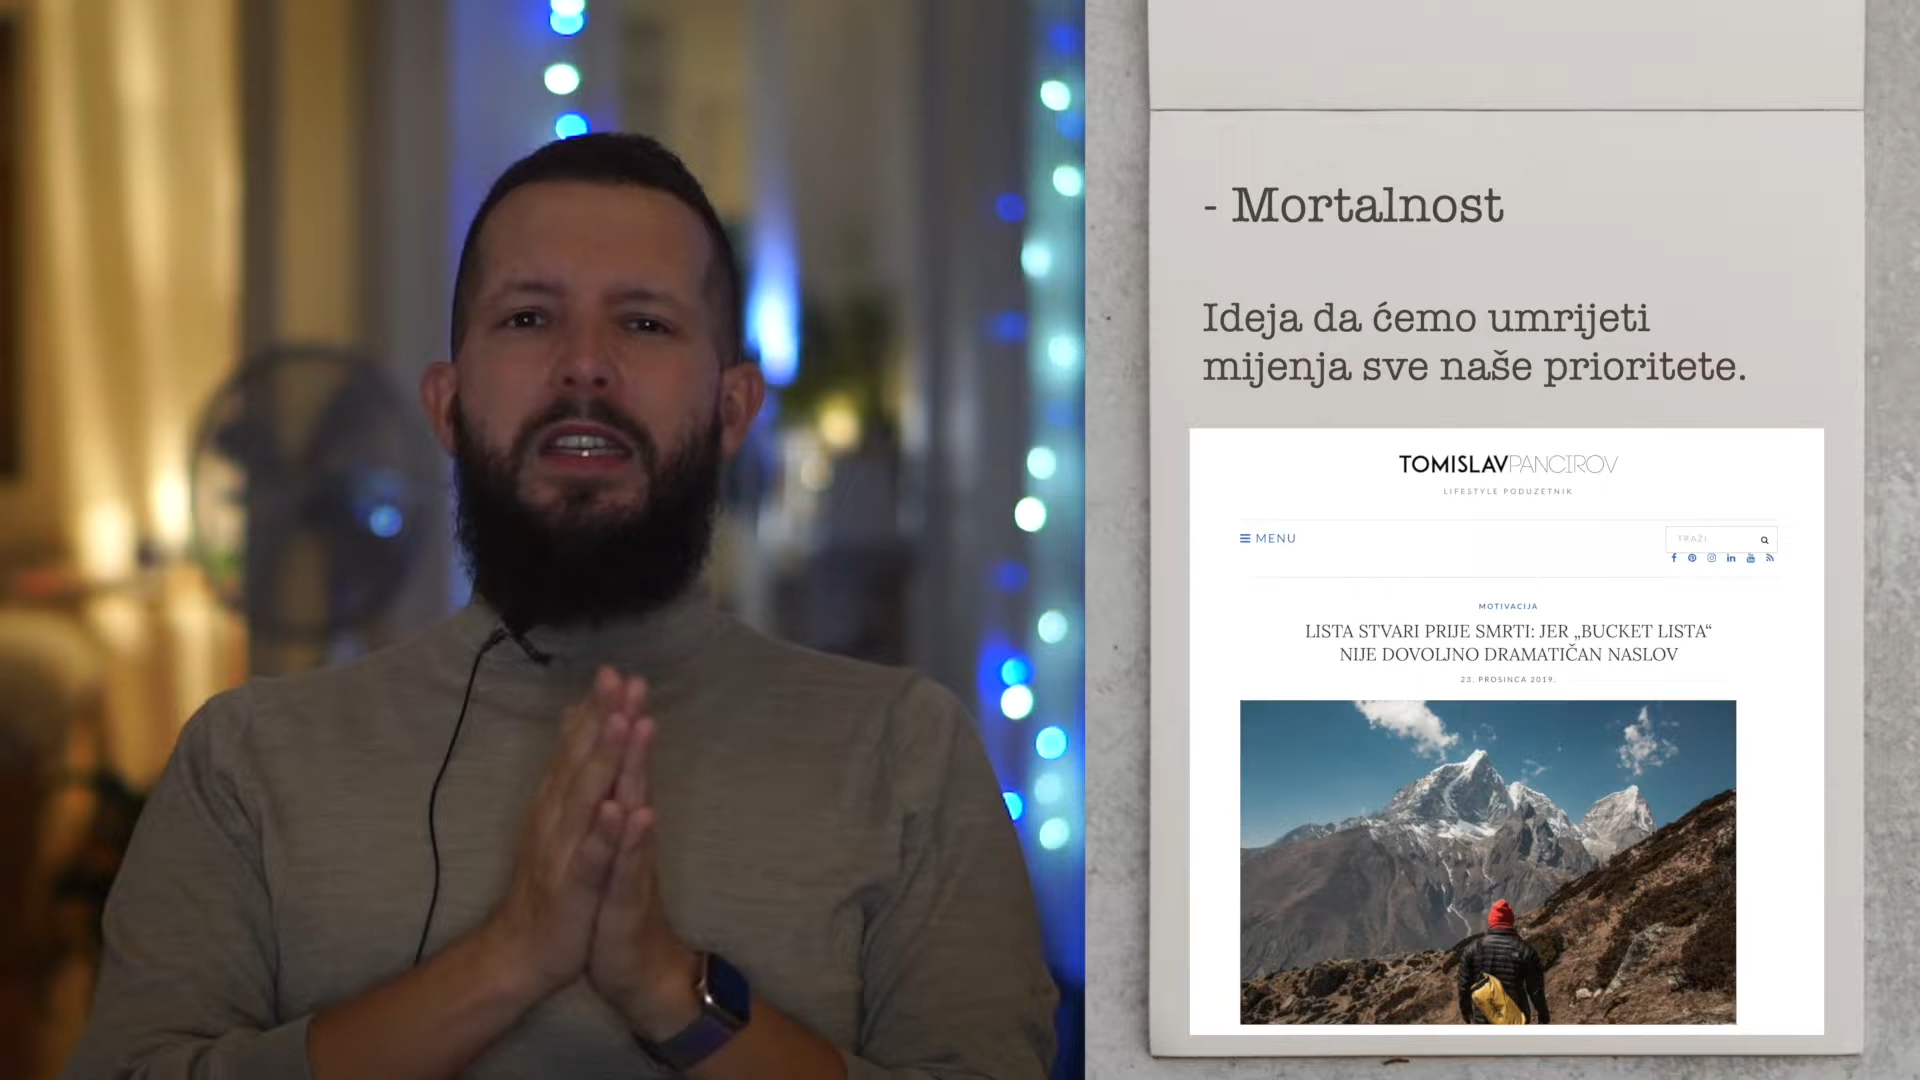 - Mortalnost
Ideja da ćemo umrijeti
mijenja sve naše prioritete.
TOMISLAVPANCIROV
LIFESTYLE PODUZETNIK
MENU
TRAŽI
MOTIVACIJA
LISTA STVARI PRIJE SMRTI: JER „BUCKET LISTA“
NIJE DOVOLJNO DRAMATIČAN NASLOV
23. PROSINCA 2019.